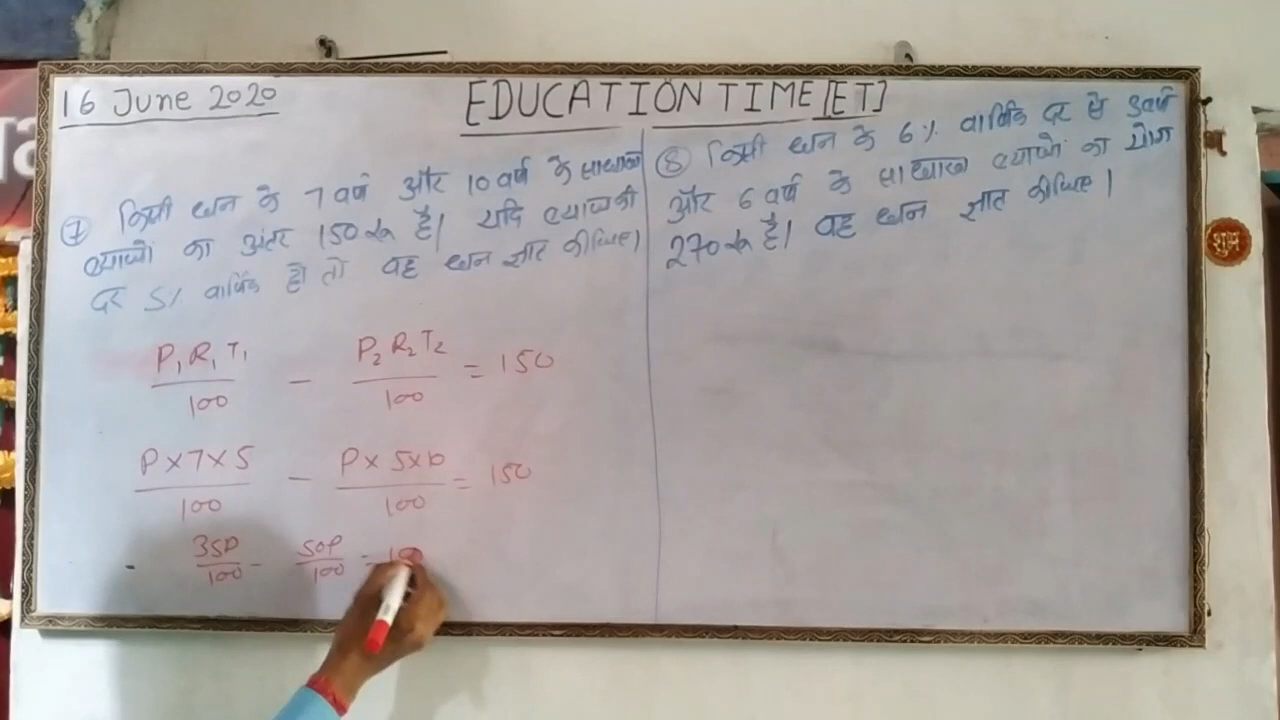 16 June 2020
EDUCATION TIME [ET]
⑦ किसी धन के 7 वर्ष और 10 वर्ष के साधारण
ब्याजों का अंतर 150 रू है। यदि ब्याज की
दर 5% वार्षिक हो तो वह धन ज्ञात कीजिए।
P₁R₁T₁/100 - P₂R₂T₂/100 = 150
P×7×5/100 - P×5×10/100 = 150
35P/100 - 50P/100 =
⑧ किसी धन के 6% वार्षिक दर से 3 वर्ष
और 6 वर्ष के साधारण ब्याजों का योग
270 रू है। वह धन ज्ञात कीजिए।
शुभ